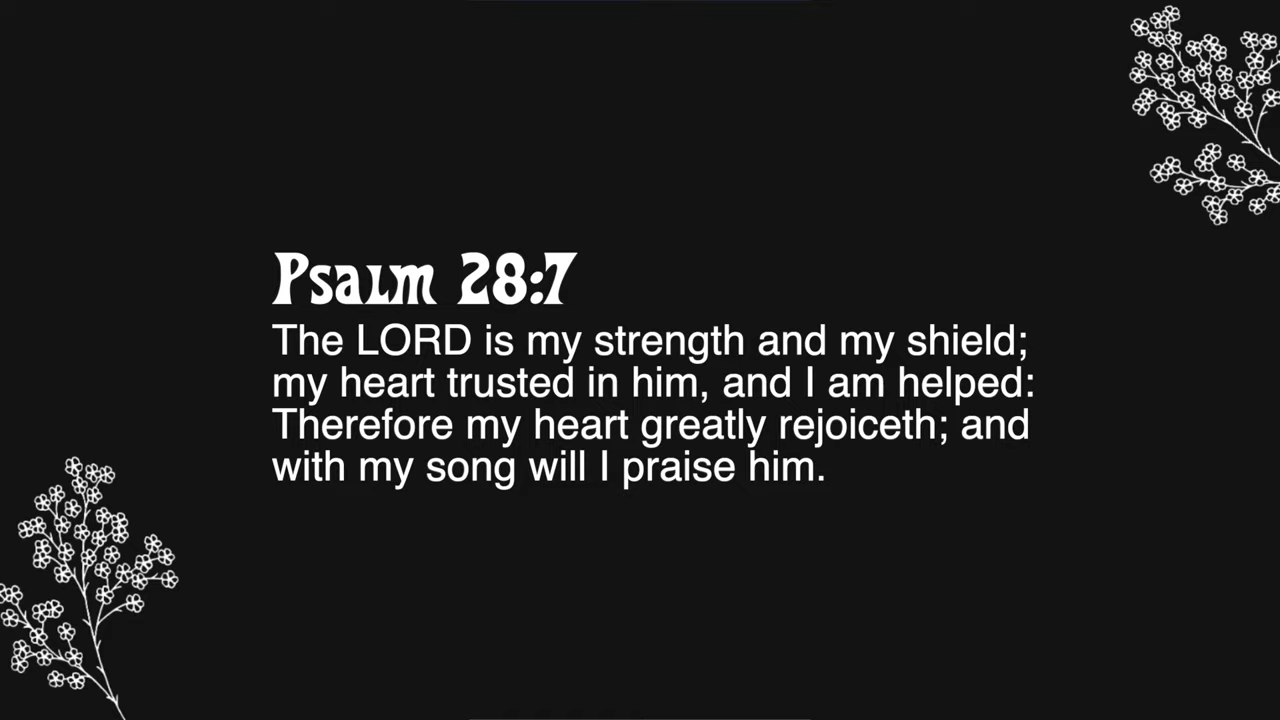 Psalm 28:7
The LORD is my strength and my shield;
my heart trusted in him, and I am helped:
Therefore my heart greatly rejoiceth; and
with my song will I praise him.